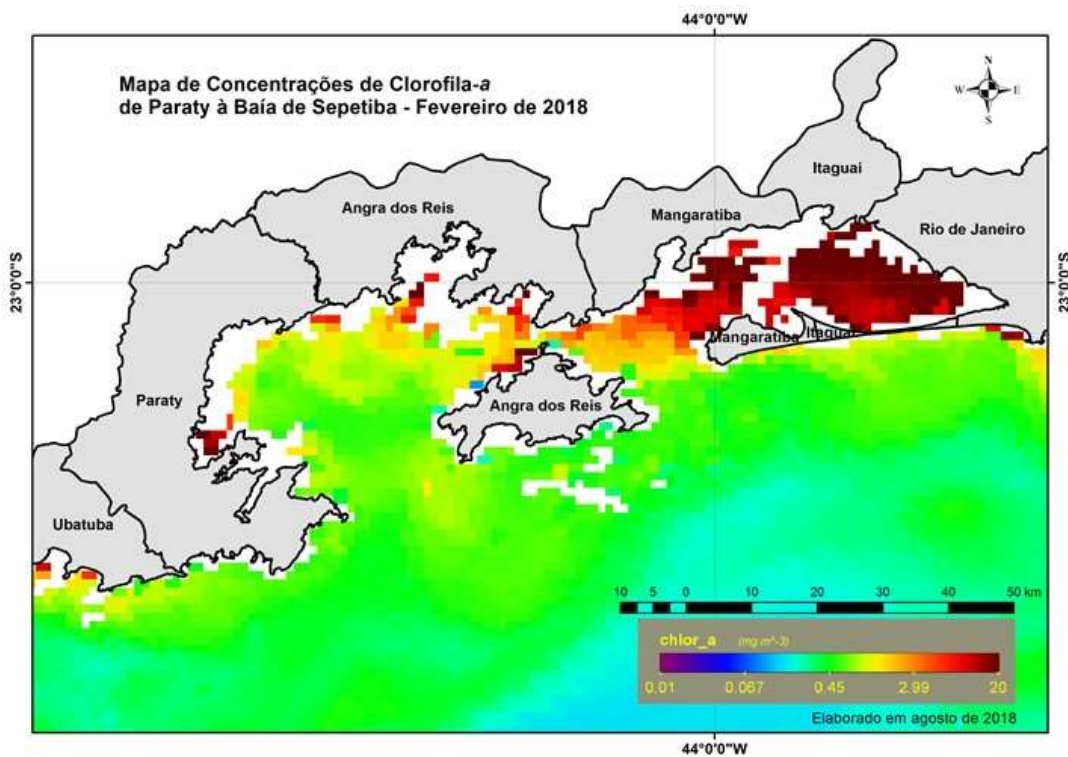 44°0'0"W
Mapa de Concentrações de Clorofila-a
de Paraty à Baía de Sepetiba - Fevereiro de 2018
N
W E
S
Itaguai
Angra dos Reis
Mangaratiba
Rio de Janeiro
23°0'0"S
23°0'0"S
Mangaratiba
Itaguai
Paraty
Angra dos Reis
Ubatuba
10 5 0 10 20 30 40 50 km
chlor_a (mg m^-3)
0.01 0.067 0.45 2.99 20
Elaborado em agosto de 2018
44°0'0"W